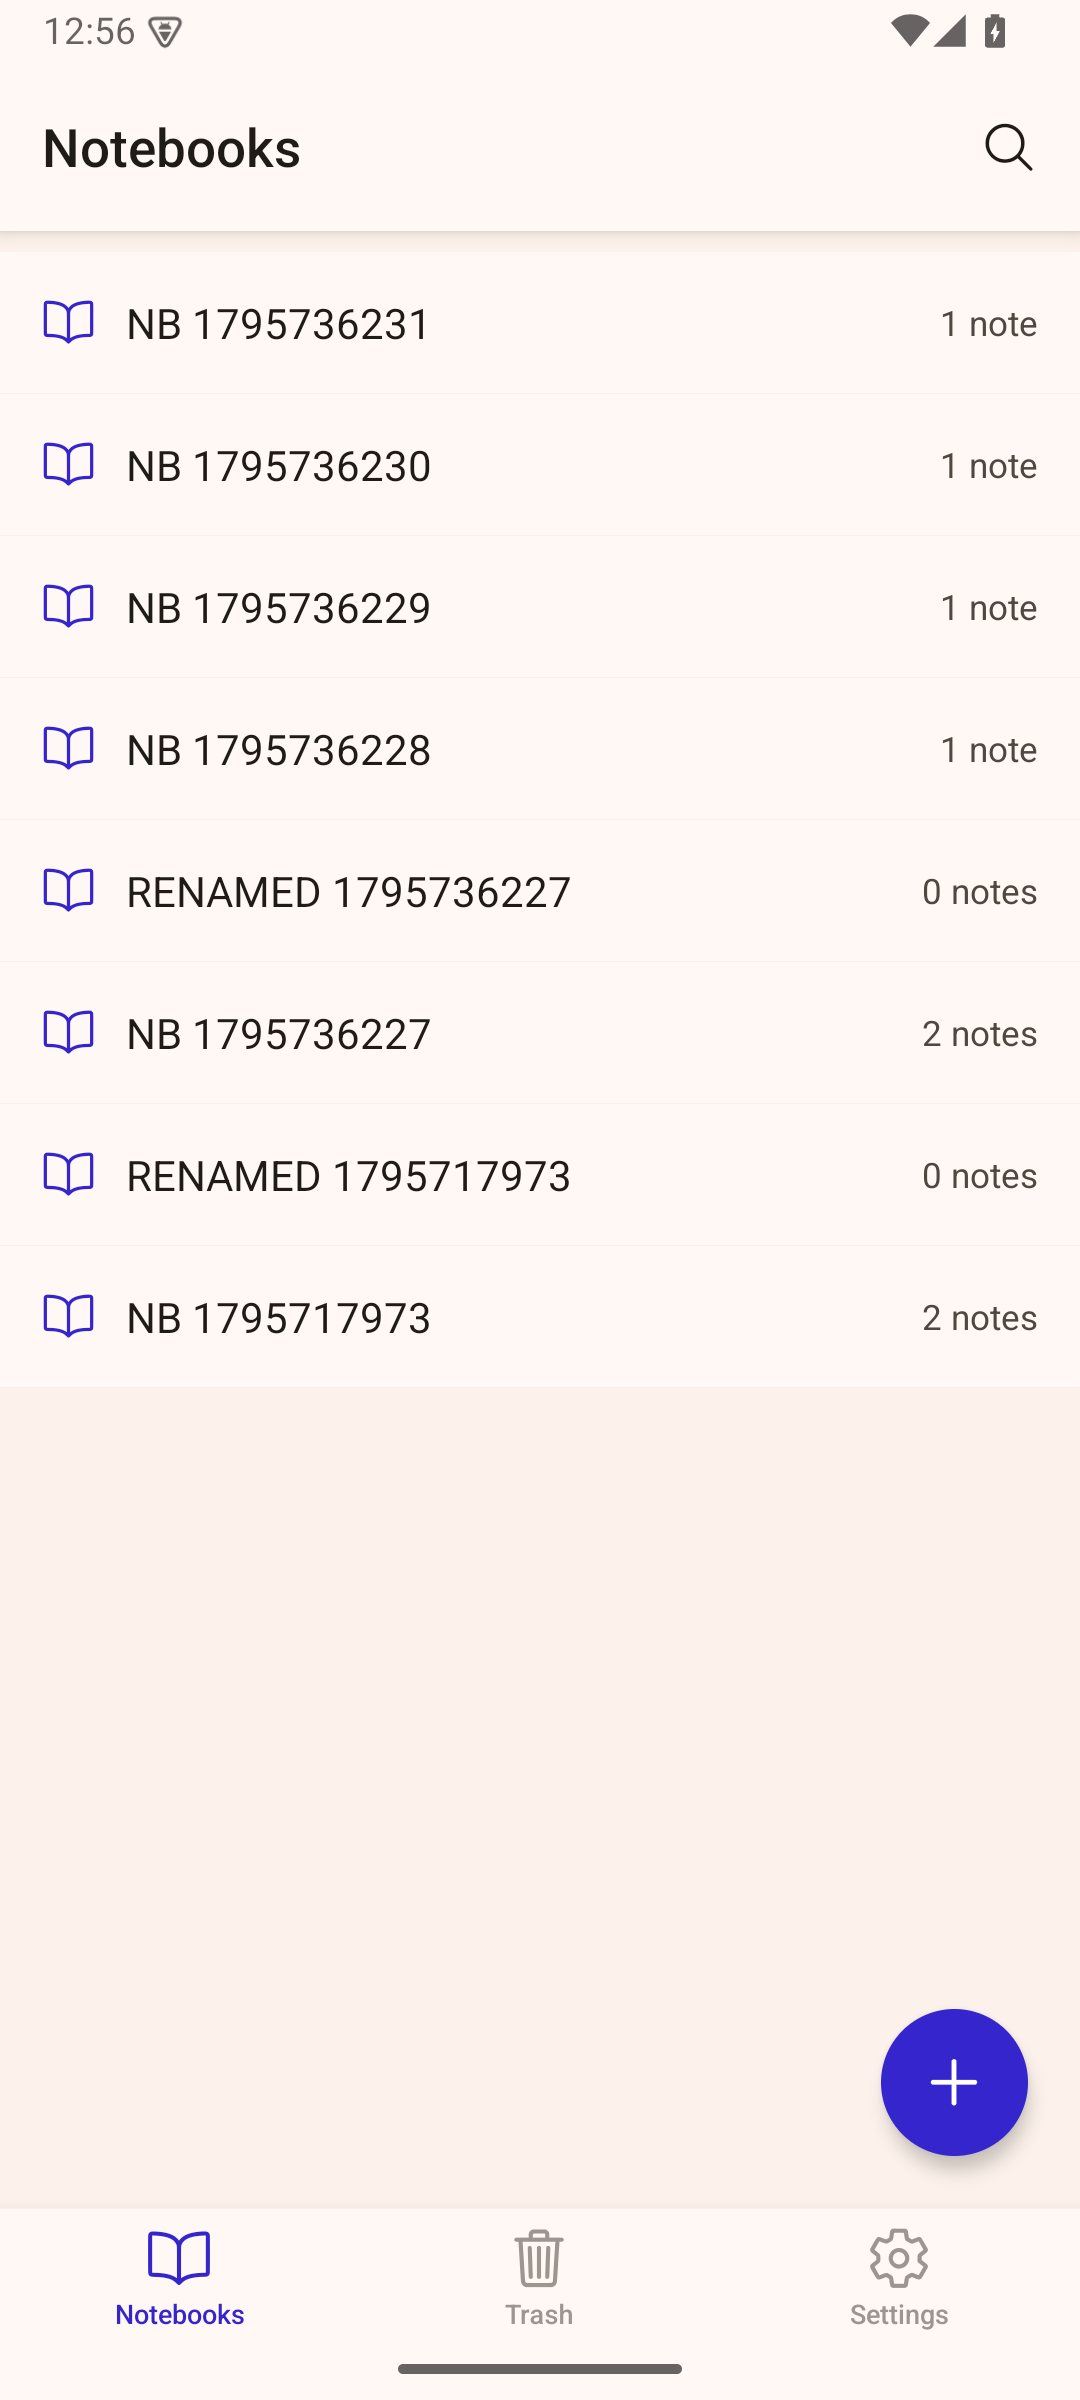 12:56
Notebooks
NB 1795736231 1 note
NB 1795736230 1 note
NB 1795736229 1 note
NB 1795736228 1 note
RENAMED 1795736227 0 notes
NB 1795736227 2 notes
RENAMED 1795717973 0 notes
NB 1795717973 2 notes
Notebooks Trash Settings